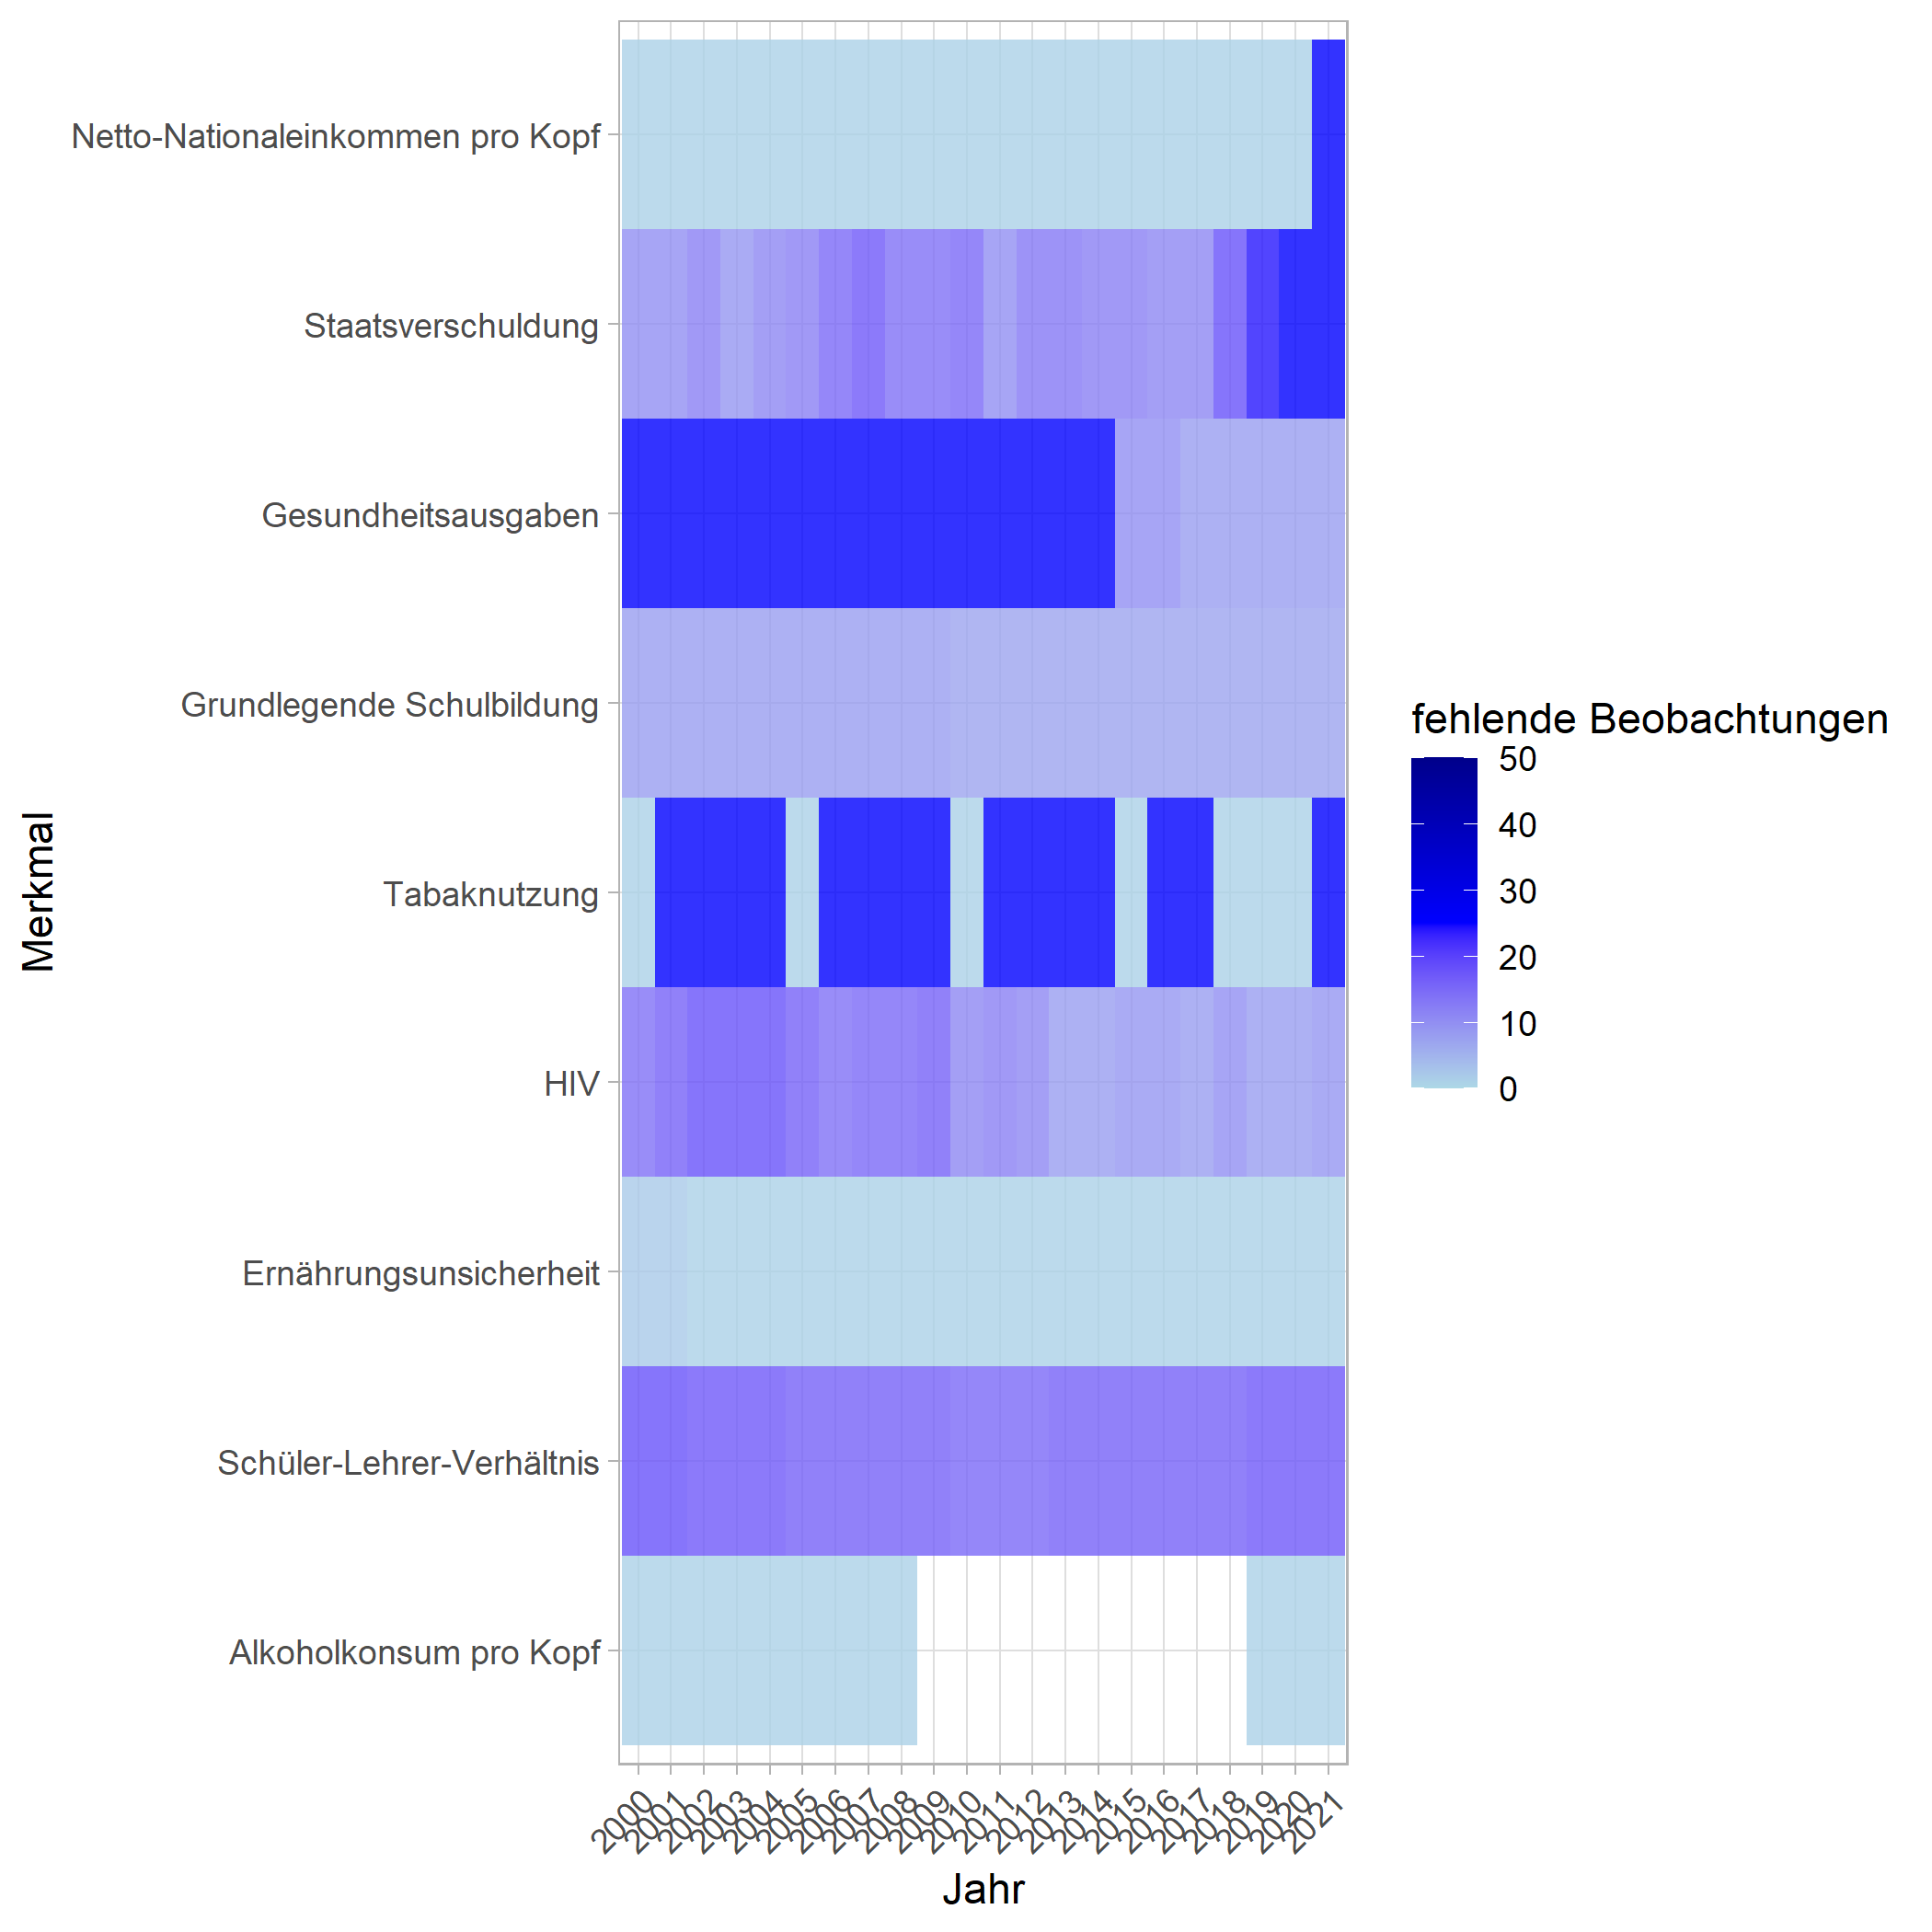 Netto-Nationaleinkommen pro Kopf
Staatsverschuldung
Gesundheitsausgaben
Grundlegende Schulbildung
Tabaknutzung
HIV
Ernährungsunsicherheit
Schüler-Lehrer-Verhältnis
Alkoholkonsum pro Kopf
Merkmal
2000
2001
2002
2003
2004
2005
2006
2007
2008
2009
2010
2011
2012
2013
2014
2015
2016
2017
2018
2019
2020
2021
Jahr
fehlende Beobachtungen
50
40
30
20
10
0